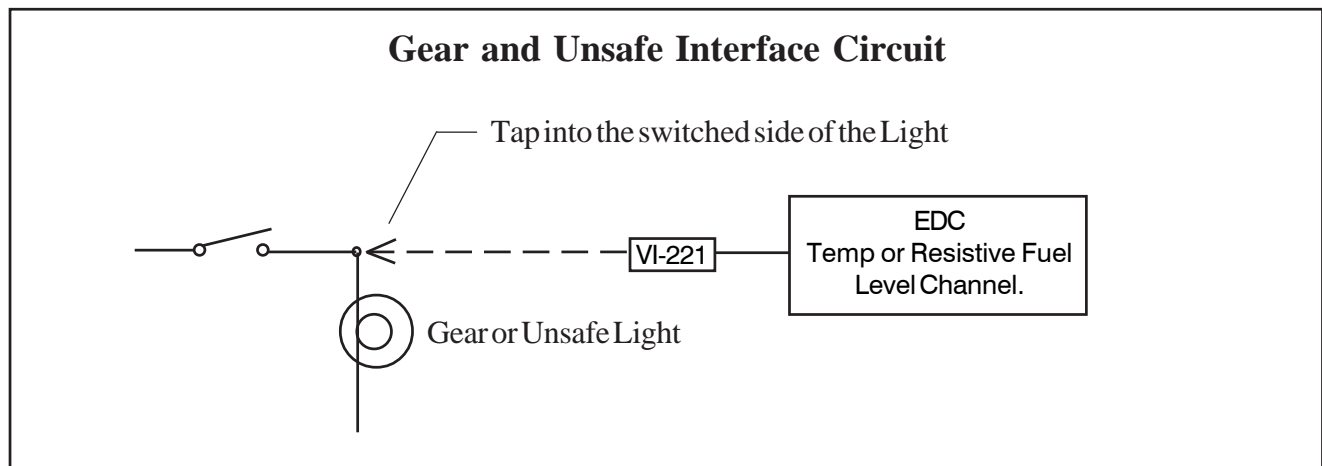 Gear and Unsafe Interface Circuit
Tap into the switched side of the Light
VI-221
EDC
Temp or Resistive Fuel
Level Channel.
Gear or Unsafe Light